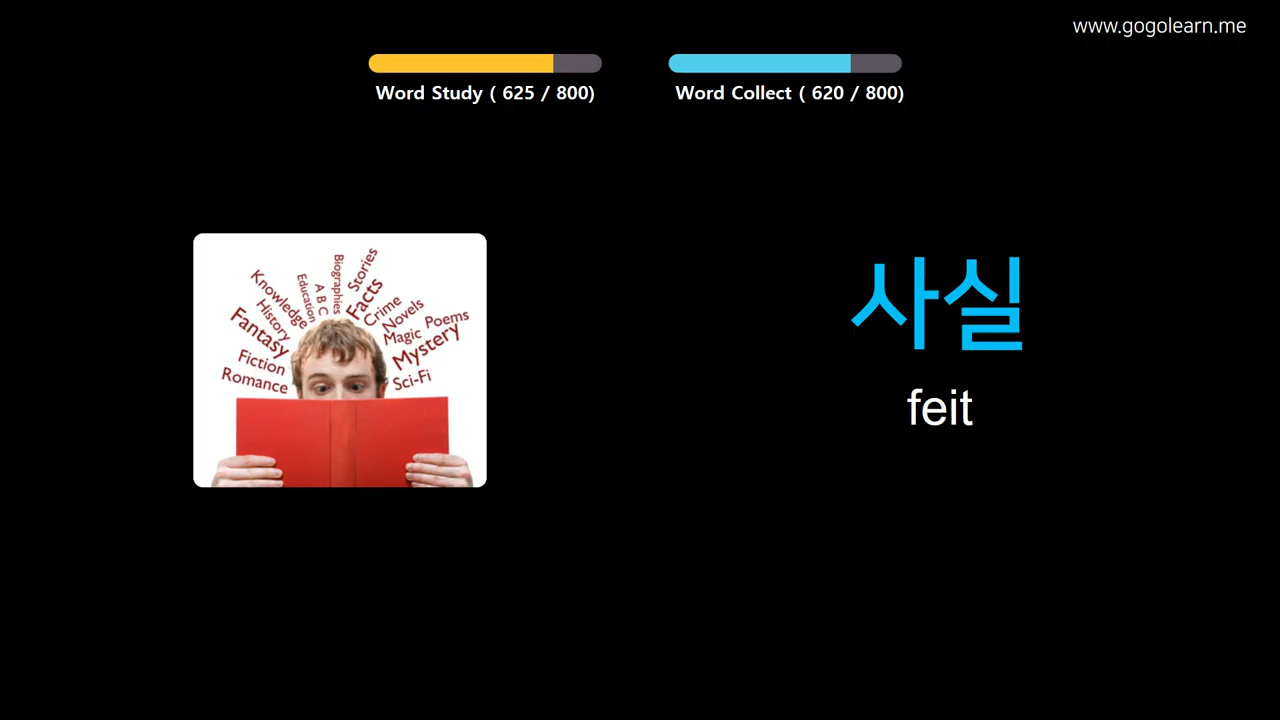 www.gogolearn.me
Word Study ( 625 / 800)
Word Collect ( 620 / 800)
Knowledge
History
Fantasy
Fiction
Romance
Education
A B C
Biographies
Stories
Facts
Crime
Novels
Magic
Poems
Mystery
Sci-Fi
사실
feit